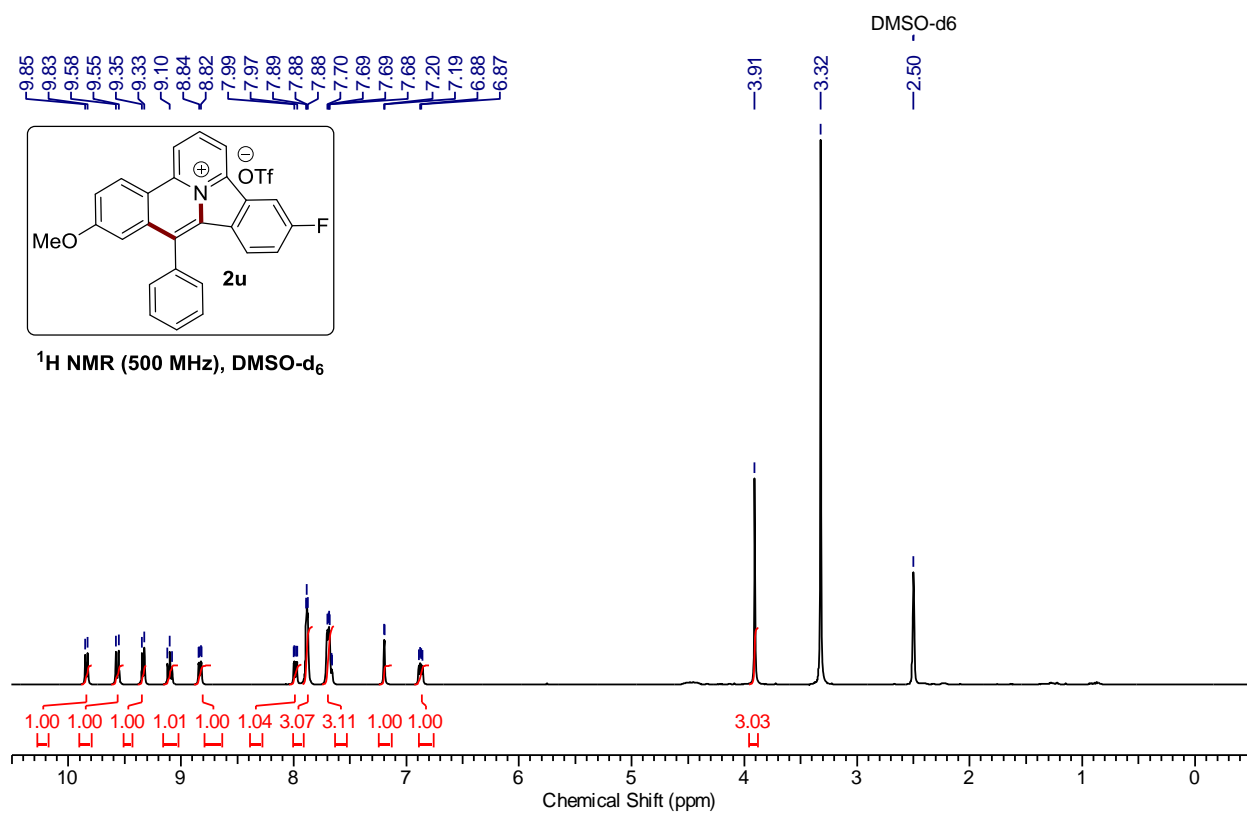 DMSO-d6
9.85 9.83 9.58 9.55 9.35 9.33 9.10 8.84 8.82 7.99 7.97 7.89 7.88 7.88 7.70 7.69 7.69 7.68 7.20 7.19 6.88 6.87 3.91 3.32 2.50
⊖
⊕
OTf
N
F
MeO
2u
¹H NMR (500 MHz), DMSO-d₆
1.00 1.00 1.00 1.01 1.00 1.04 3.07 3.11 1.00 1.00 3.03
10 9 8 7 6 5 4 3 2 1 0
Chemical Shift (ppm)